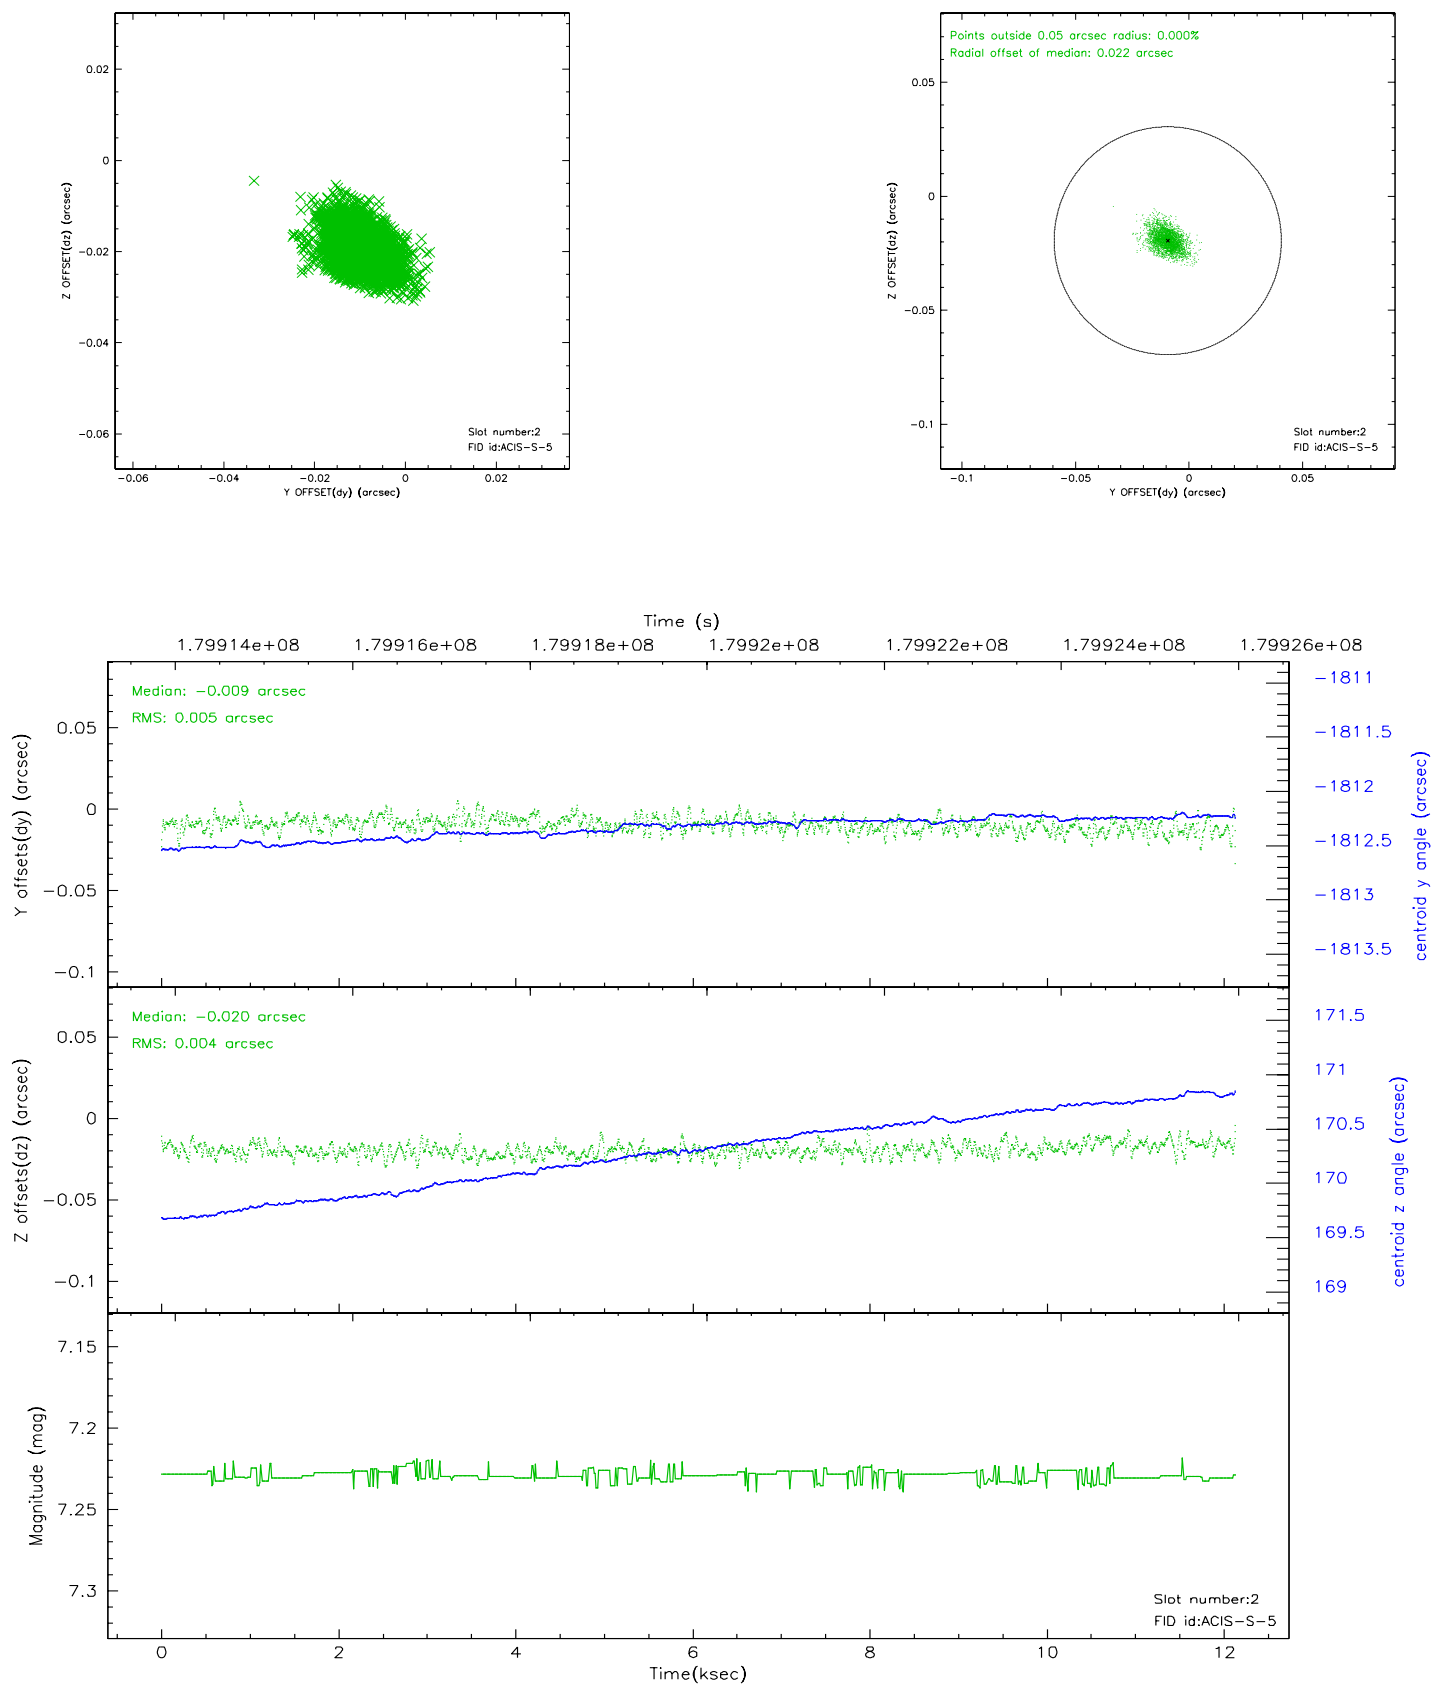 0.02
0
-0.02
-0.04
-0.06
Z OFFSET(dz) (arcsec)
Slot number:2
FID id:ACIS-S-5
-0.06 -0.04 -0.02 0 0.02
Y OFFSET(dy) (arcsec)
Points outside 0.05 arcsec radius: 0.000%
Radial offset of median: 0.022 arcsec
0.05
0
-0.05
-0.1
Z OFFSET(dz) (arcsec)
Slot number:2
FID id:ACIS-S-5
-0.1 -0.05 0 0.05
Y OFFSET(dy) (arcsec)
Time (s)
1.79914e+08 1.79916e+08 1.79918e+08 1.7992e+08 1.79922e+08 1.79924e+08 1.79926e+08
Median: -0.009 arcsec
RMS: 0.005 arcsec
0.05
0
-0.05
-0.1
Y offsets(dy) (arcsec)
-1811
-1811.5
-1812
-1812.5
-1813
-1813.5
centroid y angle (arcsec)
Median: -0.020 arcsec
RMS: 0.004 arcsec
0.05
0
-0.05
-0.1
Z offsets(dz) (arcsec)
171.5
171
170.5
170
169.5
169
centroid z angle (arcsec)
7.15
7.2
7.25
7.3
Magnitude (mag)
Slot number:2
FID id:ACIS-S-5
0 2 4 6 8 10 12
Time(ksec)